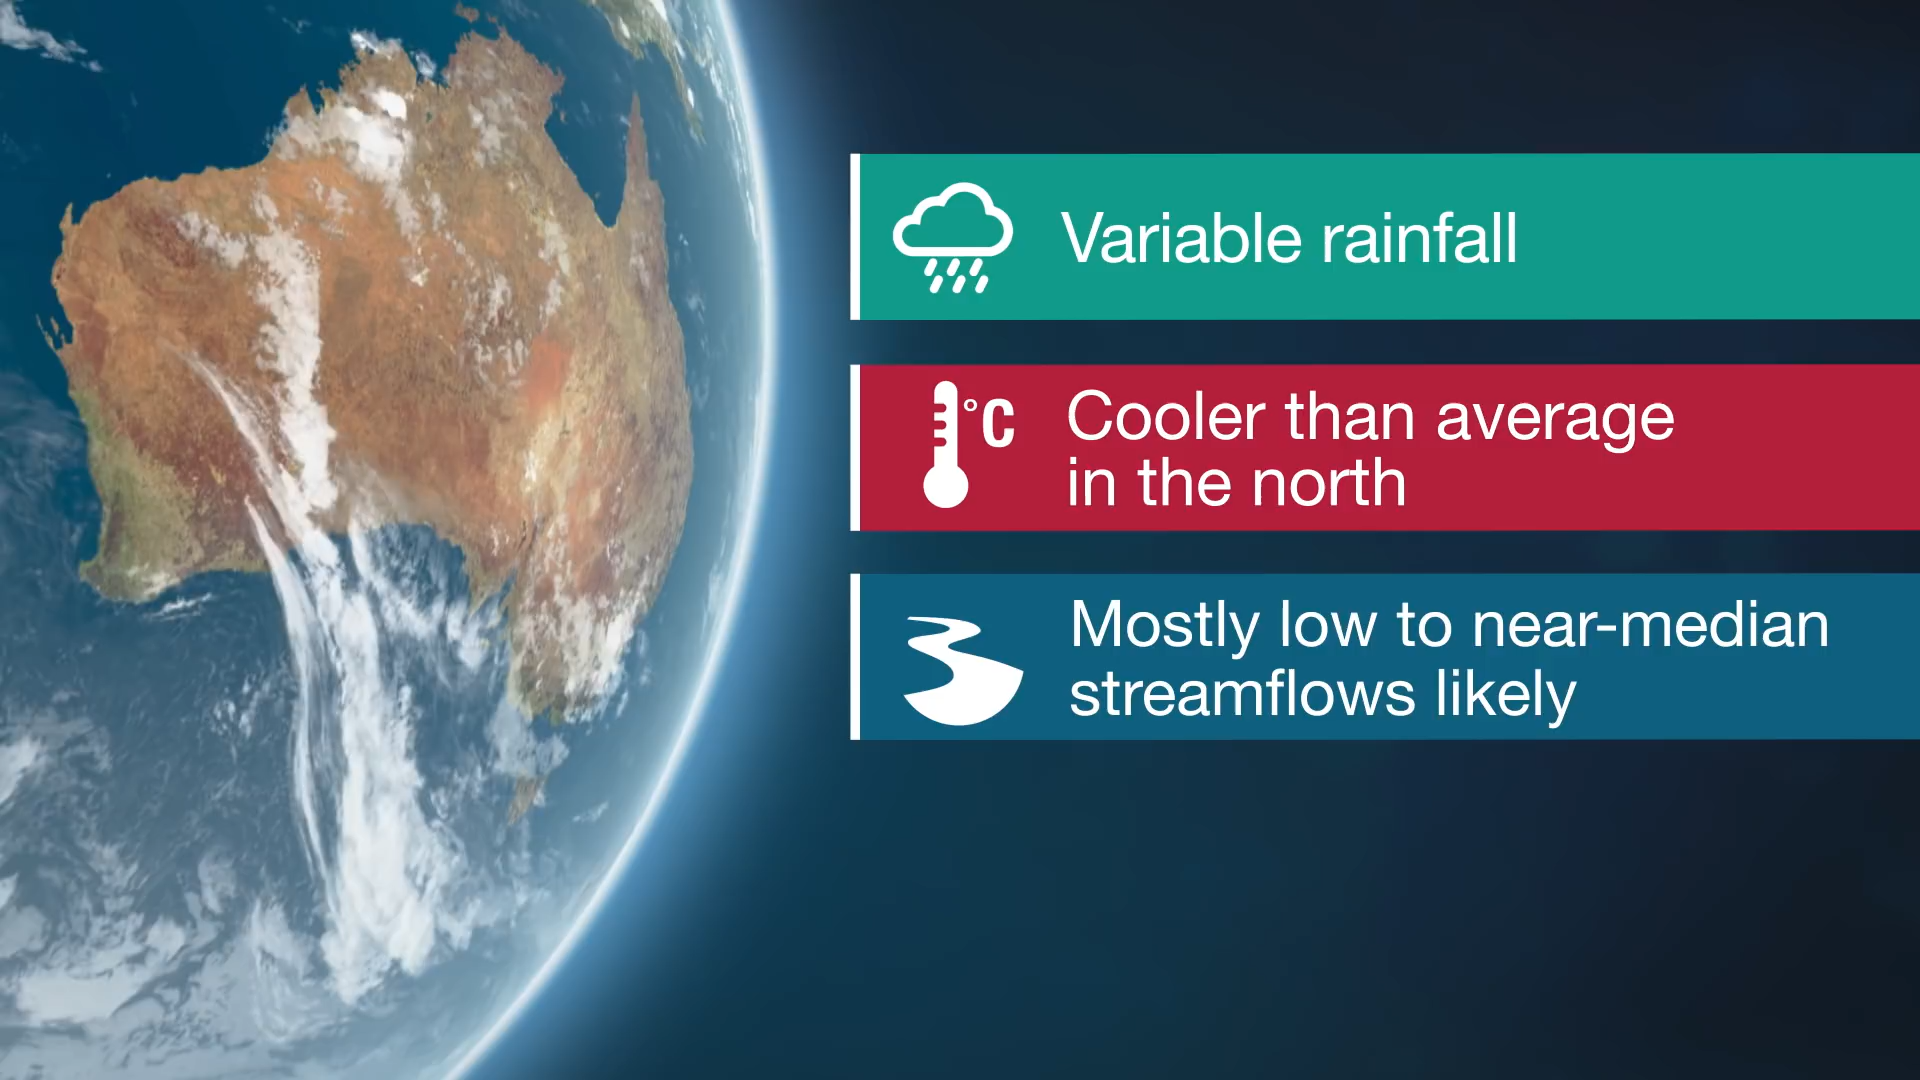 Variable rainfall
°C
Cooler than average
in the north
Mostly low to near-median
streamflows likely